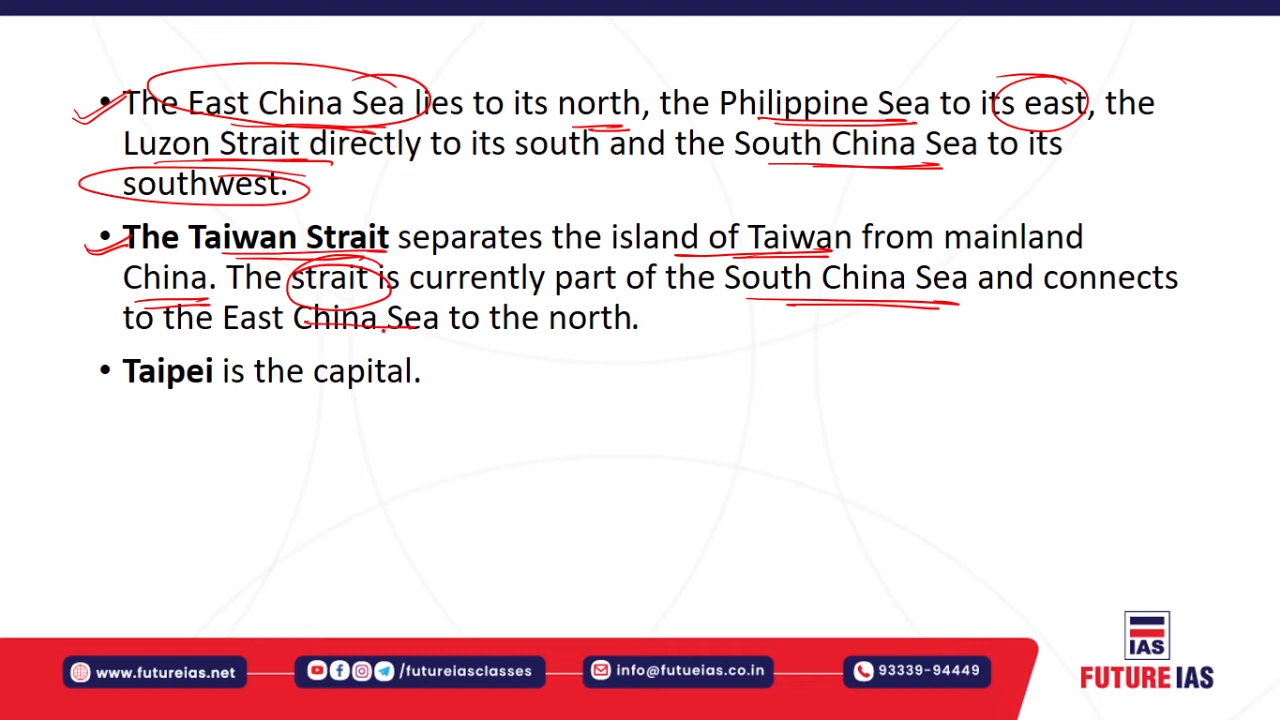 • The East China Sea lies to its north, the Philippine Sea to its east, the
Luzon Strait directly to its south and the South China Sea to its
southwest.
• The Taiwan Strait separates the island of Taiwan from mainland
China. The strait is currently part of the South China Sea and connects
to the East China Sea to the north.
• Taipei is the capital.
IAS
FUTURE IAS
www.futureias.net
/futureiasclasses
info@futueias.co.in
93339-94449